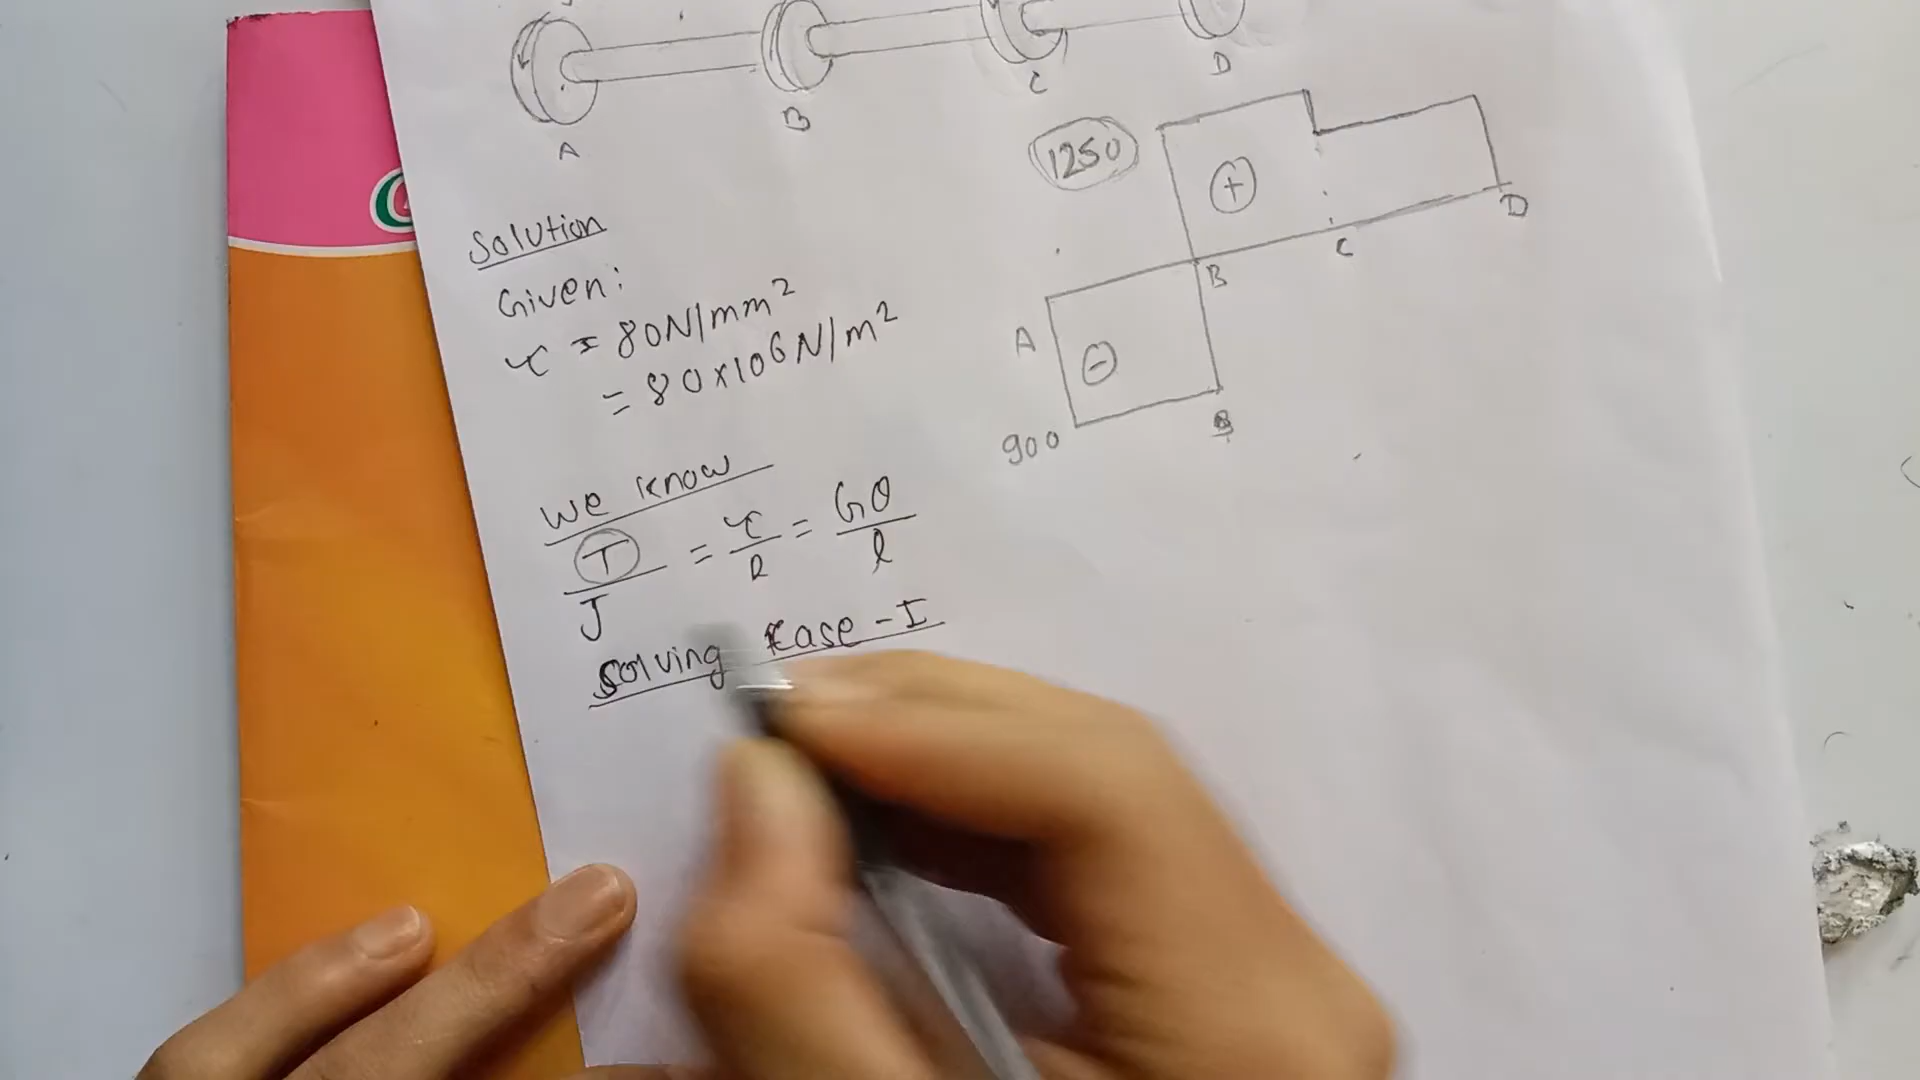 A
B
C
D
1250
+
D
C
B
Solution
Given:
τ = 80N/mm²
= 80×10⁶N/m²
A
-
900
B
We know
T/J = τ/R = Gθ/l
Solving Case-I